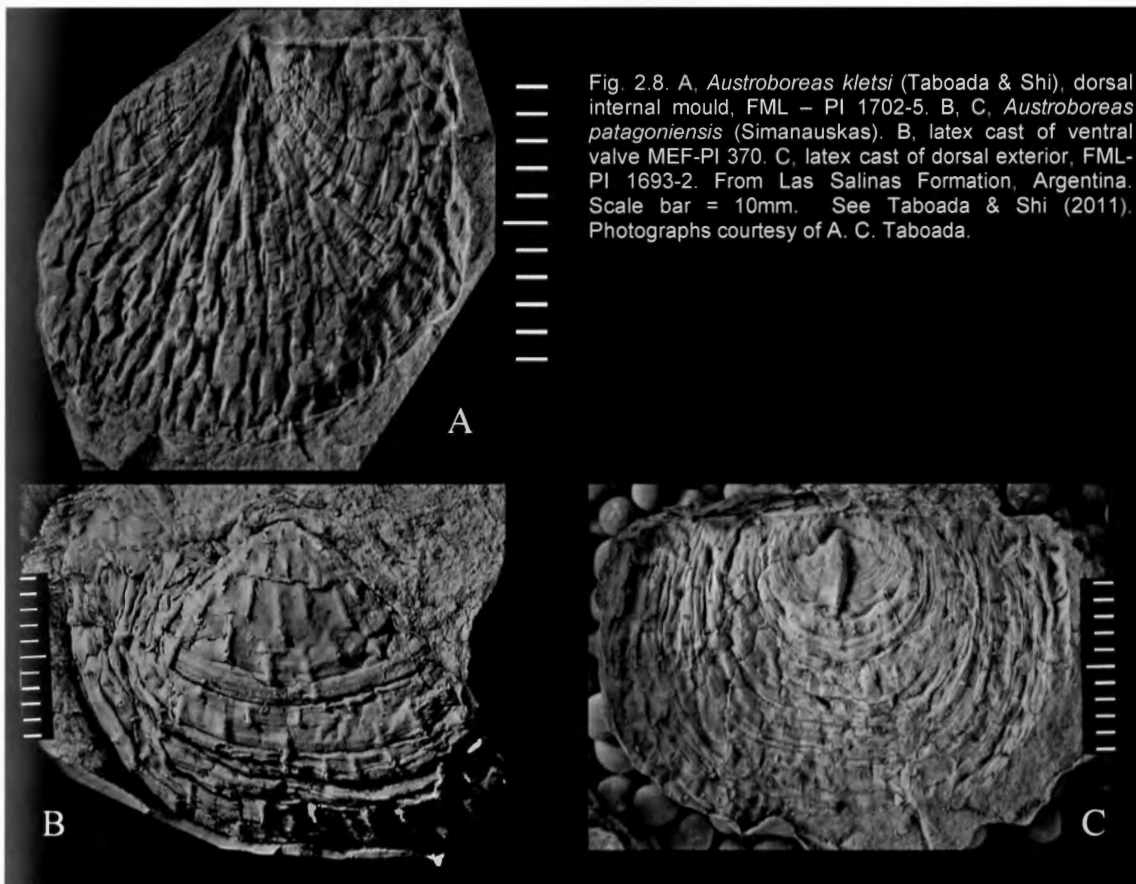 Fig. 2.8. A, Austroboreas kletsi (Taboada & Shi), dorsal
internal mould, FML – PI 1702-5. B, C, Austroboreas
patagoniensis (Simanauskas). B, latex cast of ventral
valve MEF-PI 370. C, latex cast of dorsal exterior, FML-
PI 1693-2. From Las Salinas Formation, Argentina.
Scale bar = 10mm. See Taboada & Shi (2011).
Photographs courtesy of A. C. Taboada.
A
B
C